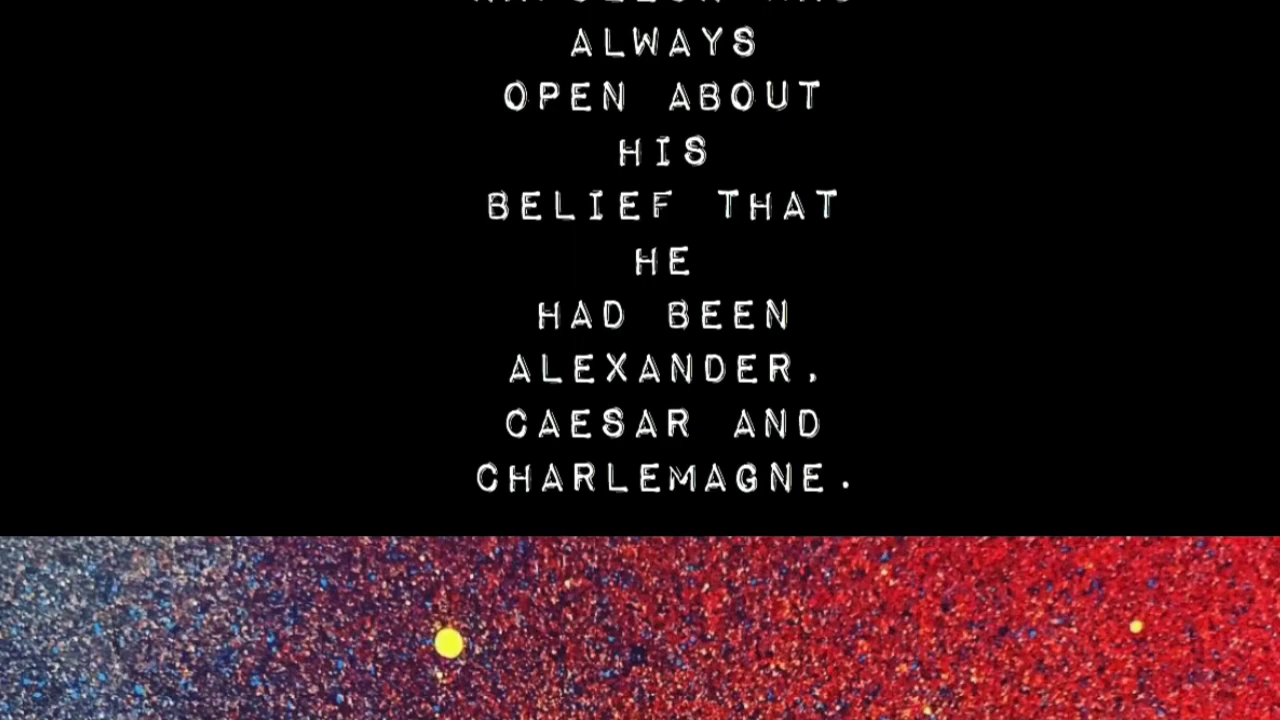 ALWAYS
OPEN ABOUT
HIS
BELIEF THAT
HE
HAD BEEN
ALEXANDER,
CAESAR AND
CHARLEMAGNE.